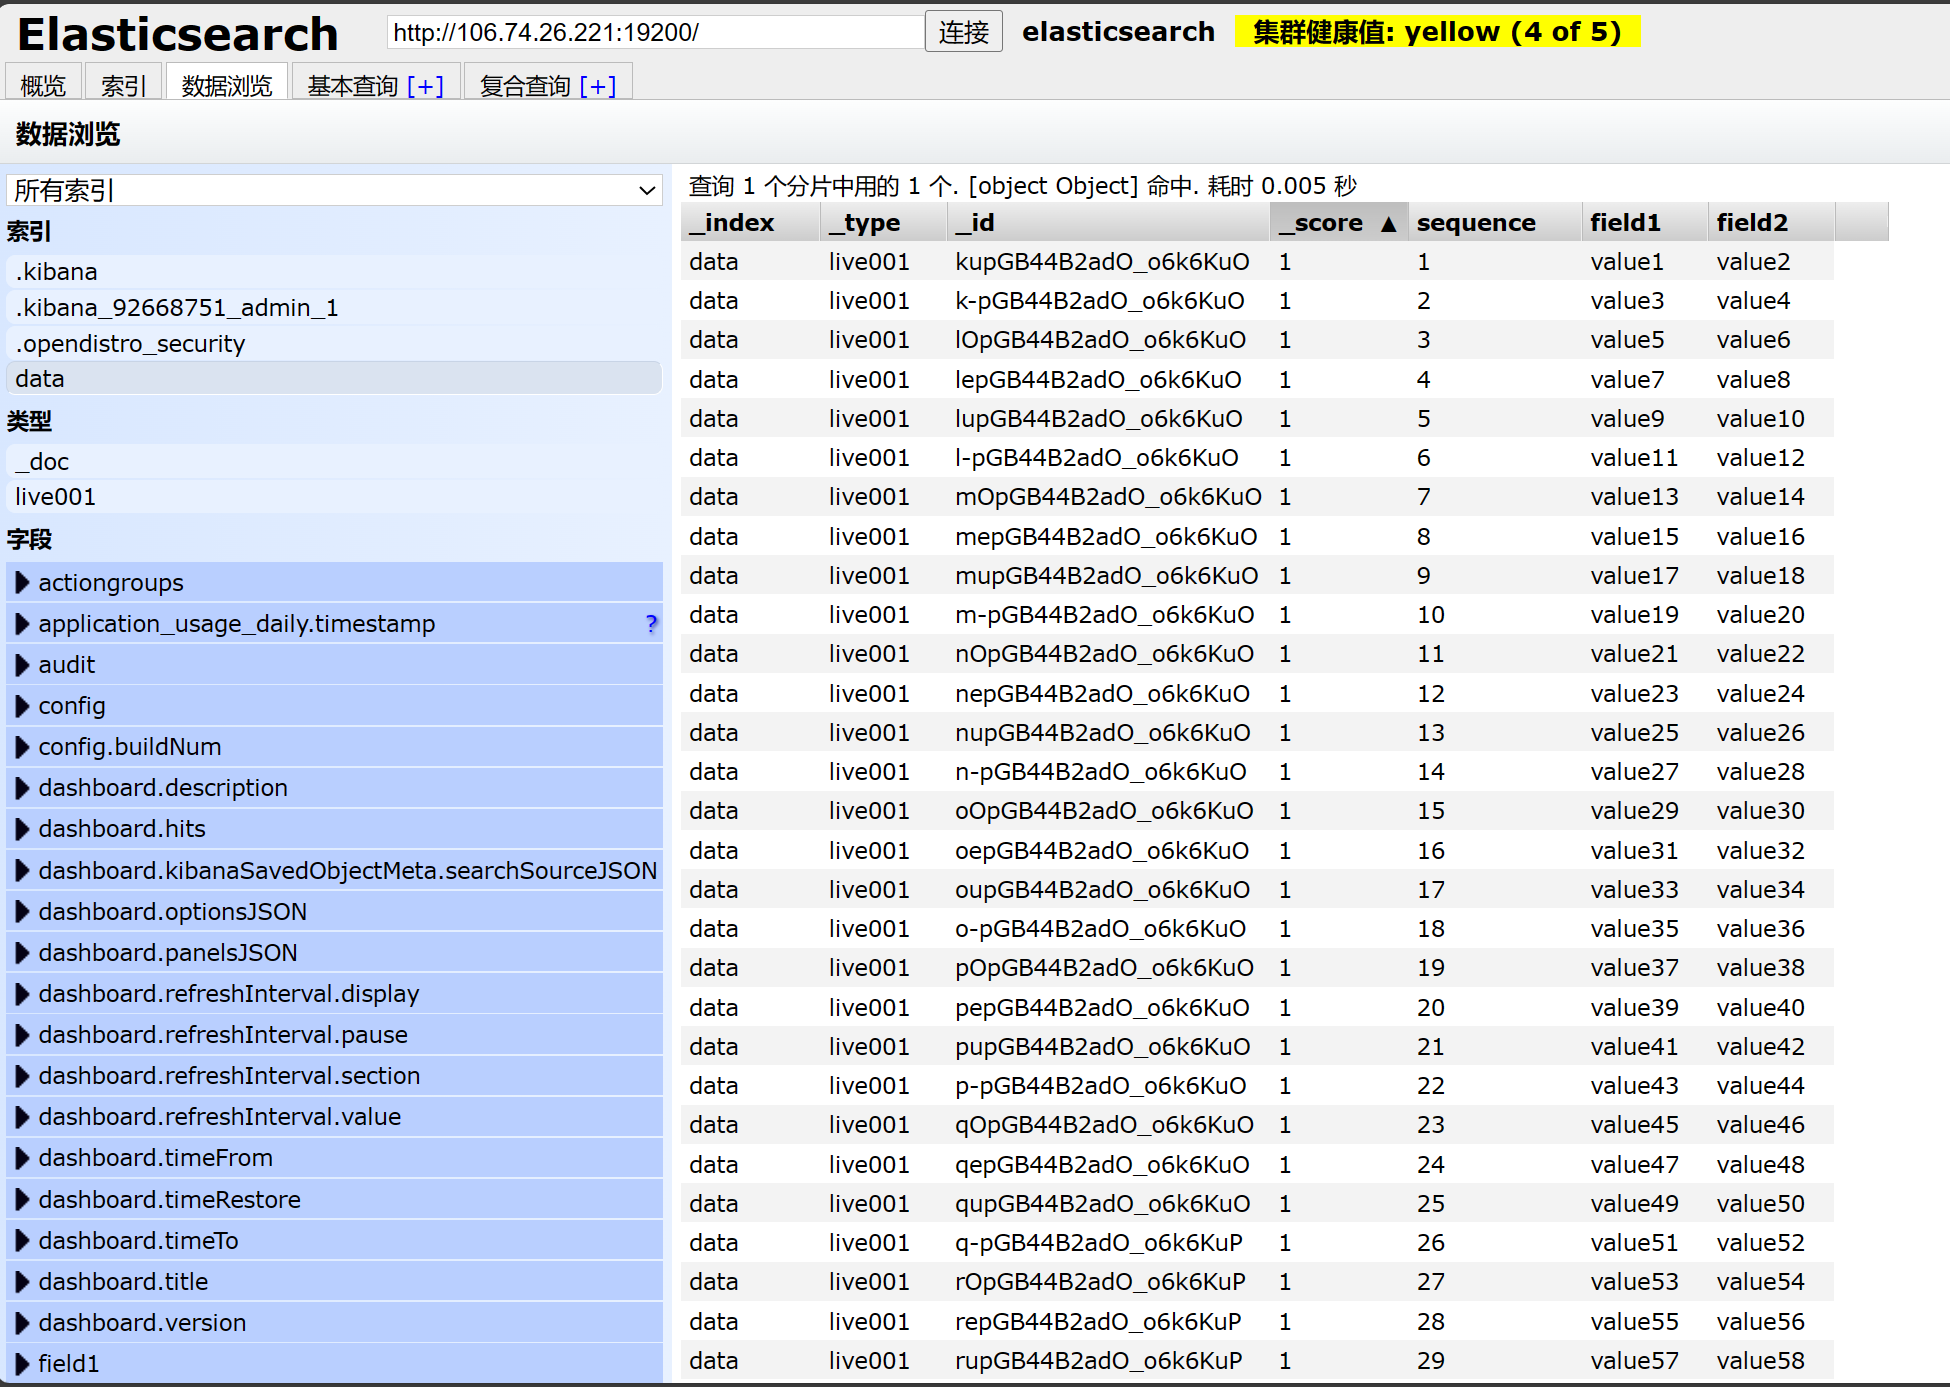 Elasticsearch http://106.74.26.221:19200/ 连接 elasticsearch 集群健康值: yellow (4 of 5)
概览 索引 数据浏览 基本查询 [+] 复合查询 [+]
数据浏览
所有索引
索引
.kibana
.kibana_92668751_admin_1
.opendistro_security
data
类型
_doc
live001
字段
actiongroups
application_usage_daily.timestamp ?
audit
config
config.buildNum
dashboard.description
dashboard.hits
dashboard.kibanaSavedObjectMeta.searchSourceJSON
dashboard.optionsJSON
dashboard.panelsJSON
dashboard.refreshInterval.display
dashboard.refreshInterval.pause
dashboard.refreshInterval.section
dashboard.refreshInterval.value
dashboard.timeFrom
dashboard.timeRestore
dashboard.timeTo
dashboard.title
dashboard.version
field1
查询 1 个分片中用的 1 个. [object Object] 命中. 耗时 0.005 秒
_index _type _id _score ▲ sequence field1 field2
data live001 kupGB44B2adO_o6k6KuO 1 1 value1 value2
data live001 k-pGB44B2adO_o6k6KuO 1 2 value3 value4
data live001 lOpGB44B2adO_o6k6KuO 1 3 value5 value6
data live001 lepGB44B2adO_o6k6KuO 1 4 value7 value8
data live001 lupGB44B2adO_o6k6KuO 1 5 value9 value10
data live001 l-pGB44B2adO_o6k6KuO 1 6 value11 value12
data live001 mOpGB44B2adO_o6k6KuO 1 7 value13 value14
data live001 mepGB44B2adO_o6k6KuO 1 8 value15 value16
data live001 mupGB44B2adO_o6k6KuO 1 9 value17 value18
data live001 m-pGB44B2adO_o6k6KuO 1 10 value19 value20
data live001 nOpGB44B2adO_o6k6KuO 1 11 value21 value22
data live001 nepGB44B2adO_o6k6KuO 1 12 value23 value24
data live001 nupGB44B2adO_o6k6KuO 1 13 value25 value26
data live001 n-pGB44B2adO_o6k6KuO 1 14 value27 value28
data live001 oOpGB44B2adO_o6k6KuO 1 15 value29 value30
data live001 oepGB44B2adO_o6k6KuO 1 16 value31 value32
data live001 oupGB44B2adO_o6k6KuO 1 17 value33 value34
data live001 o-pGB44B2adO_o6k6KuO 1 18 value35 value36
data live001 pOpGB44B2adO_o6k6KuO 1 19 value37 value38
data live001 pepGB44B2adO_o6k6KuO 1 20 value39 value40
data live001 pupGB44B2adO_o6k6KuO 1 21 value41 value42
data live001 p-pGB44B2adO_o6k6KuO 1 22 value43 value44
data live001 qOpGB44B2adO_o6k6KuO 1 23 value45 value46
data live001 qepGB44B2adO_o6k6KuO 1 24 value47 value48
data live001 qupGB44B2adO_o6k6KuO 1 25 value49 value50
data live001 q-pGB44B2adO_o6k6KuP 1 26 value51 value52
data live001 rOpGB44B2adO_o6k6KuP 1 27 value53 value54
data live001 repGB44B2adO_o6k6KuP 1 28 value55 value56
data live001 rupGB44B2adO_o6k6KuP 1 29 value57 value58